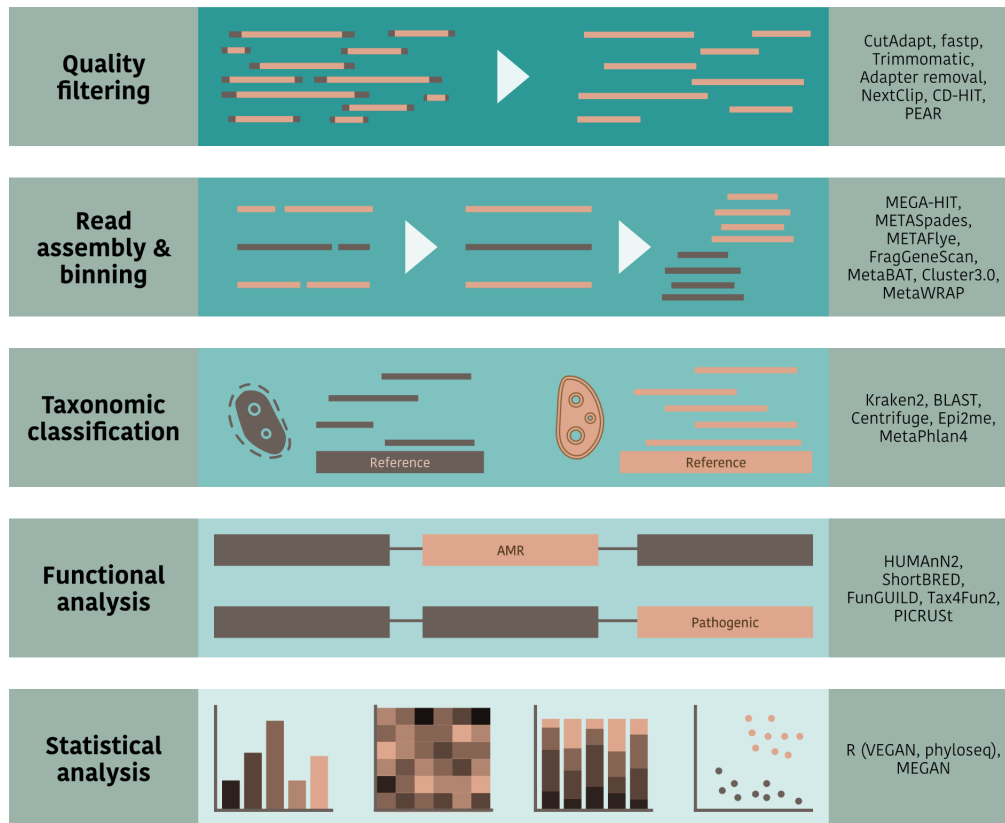 Quality
filtering
CutAdapt, fastp,
Trimmomatic,
Adapter removal,
NextClip, CD-HIT,
PEAR
Read
assembly &
binning
MEGA-HIT,
METASpades,
METAFlye,
FragGeneScan,
MetaBAT, Cluster3.0,
MetaWRAP
Taxonomic
classification
Reference
Reference
Kraken2, BLAST,
Centrifuge, Epi2me,
MetaPhlan4
Functional
analysis
AMR
Pathogenic
HUMAnN2,
ShortBRED,
FunGUILD, Tax4Fun2,
PICRUSt
Statistical
analysis
R (VEGAN, phyloseq),
MEGAN